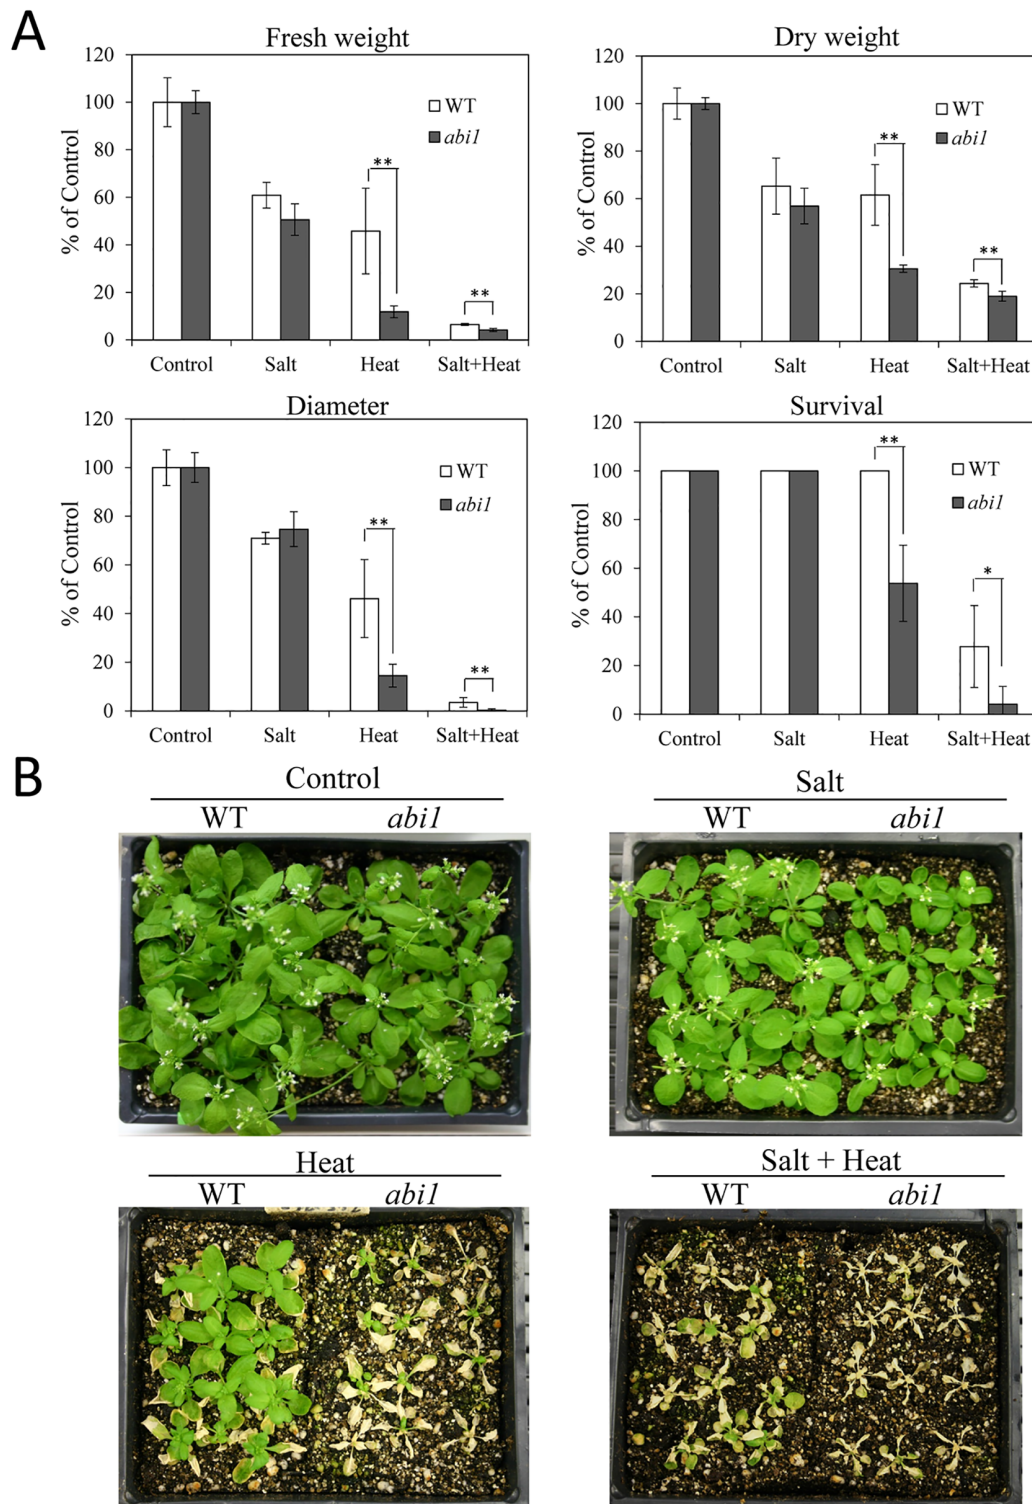 A
Fresh weight
120
100
80
60
40
20
0
% of Control
WT
abi1
**
**
Control
Salt
Heat
Salt+Heat
Dry weight
120
100
80
60
40
20
0
% of Control
WT
abi1
**
**
Control
Salt
Heat
Salt+Heat
Diameter
120
100
80
60
40
20
0
% of Control
WT
abi1
**
**
Control
Salt
Heat
Salt+Heat
Survival
120
100
80
60
40
20
0
% of Control
WT
abi1
**
*
Control
Salt
Heat
Salt+Heat
B
Control
WT abi1
Salt
WT abi1
Heat
WT abi1
Salt + Heat
WT abi1